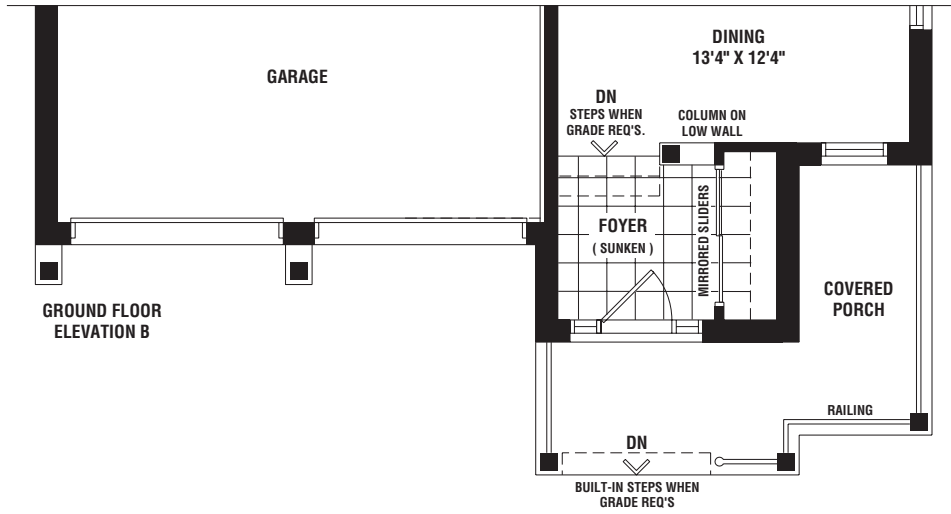 DINING
13'4" X 12'4"
GARAGE
DN
STEPS WHEN
GRADE REQ'S.
COLUMN ON
LOW WALL
FOYER
( SUNKEN )
MIRRORED SLIDERS
COVERED
PORCH
GROUND FLOOR
ELEVATION B
RAILING
DN
BUILT-IN STEPS WHEN
GRADE REQ'S